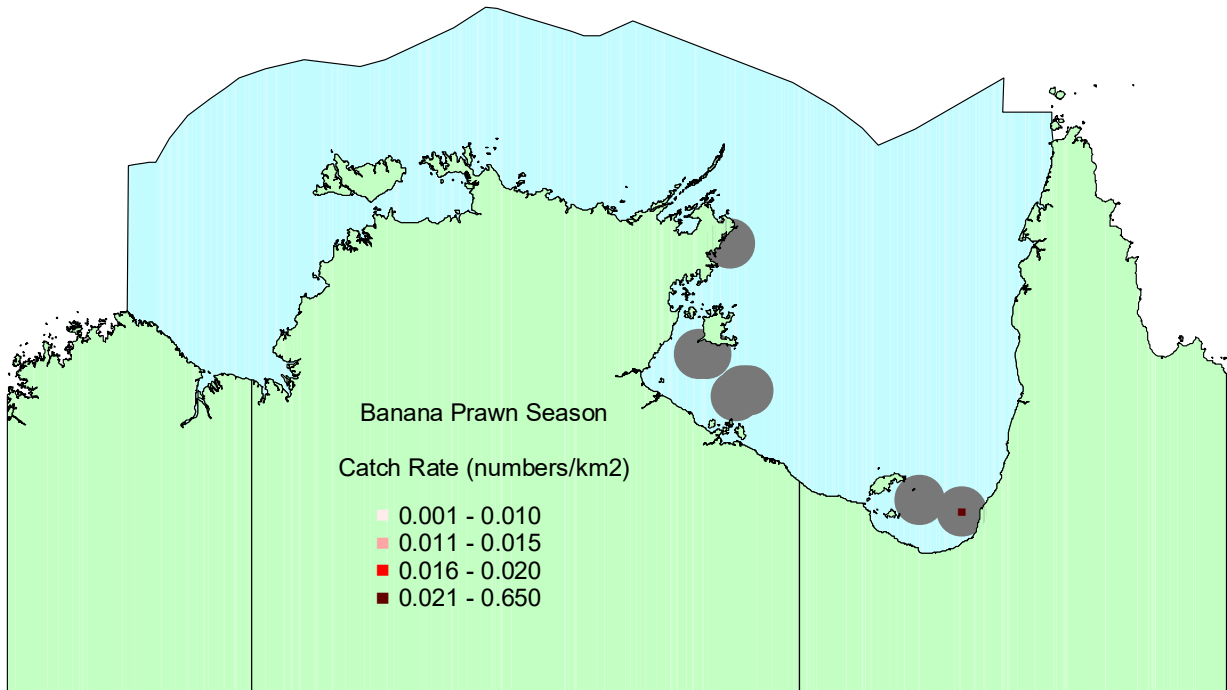 Banana Prawn Season
Catch Rate (numbers/km2)
0.001 - 0.010
0.011 - 0.015
0.016 - 0.020
0.021 - 0.650